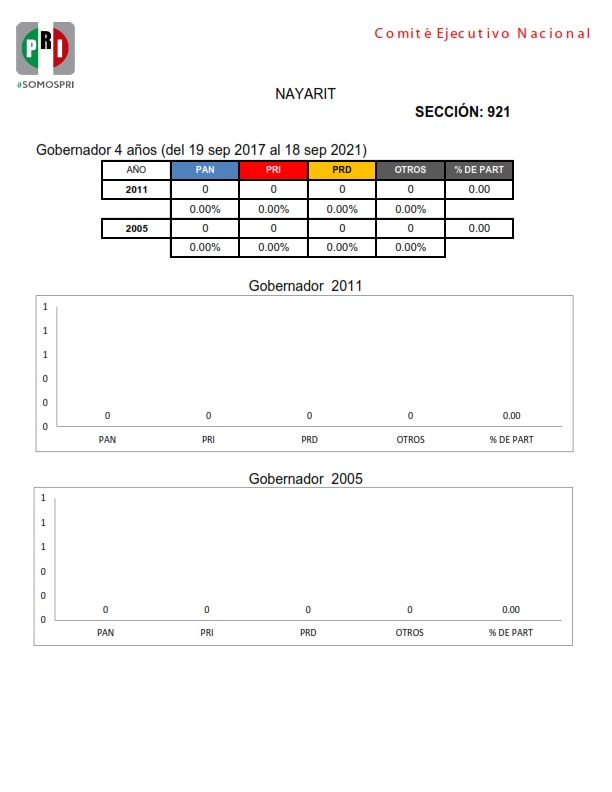 PRI
#SOMOSPRI
Comité Ejecutivo Nacional
NAYARIT
SECCIÓN: 921
Gobernador 4 años (del 19 sep 2017 al 18 sep 2021)
AÑO PAN PRI PRD OTROS % DE PART
2011 0 0 0 0 0.00
0.00% 0.00% 0.00% 0.00%
2005 0 0 0 0 0.00
0.00% 0.00% 0.00% 0.00%
Gobernador 2011
1
1
1
0
0
0
0 0 0 0 0.00
PAN PRI PRD OTROS % DE PART
Gobernador 2005
1
1
1
0
0
0
0 0 0 0 0.00
PAN PRI PRD OTROS % DE PART